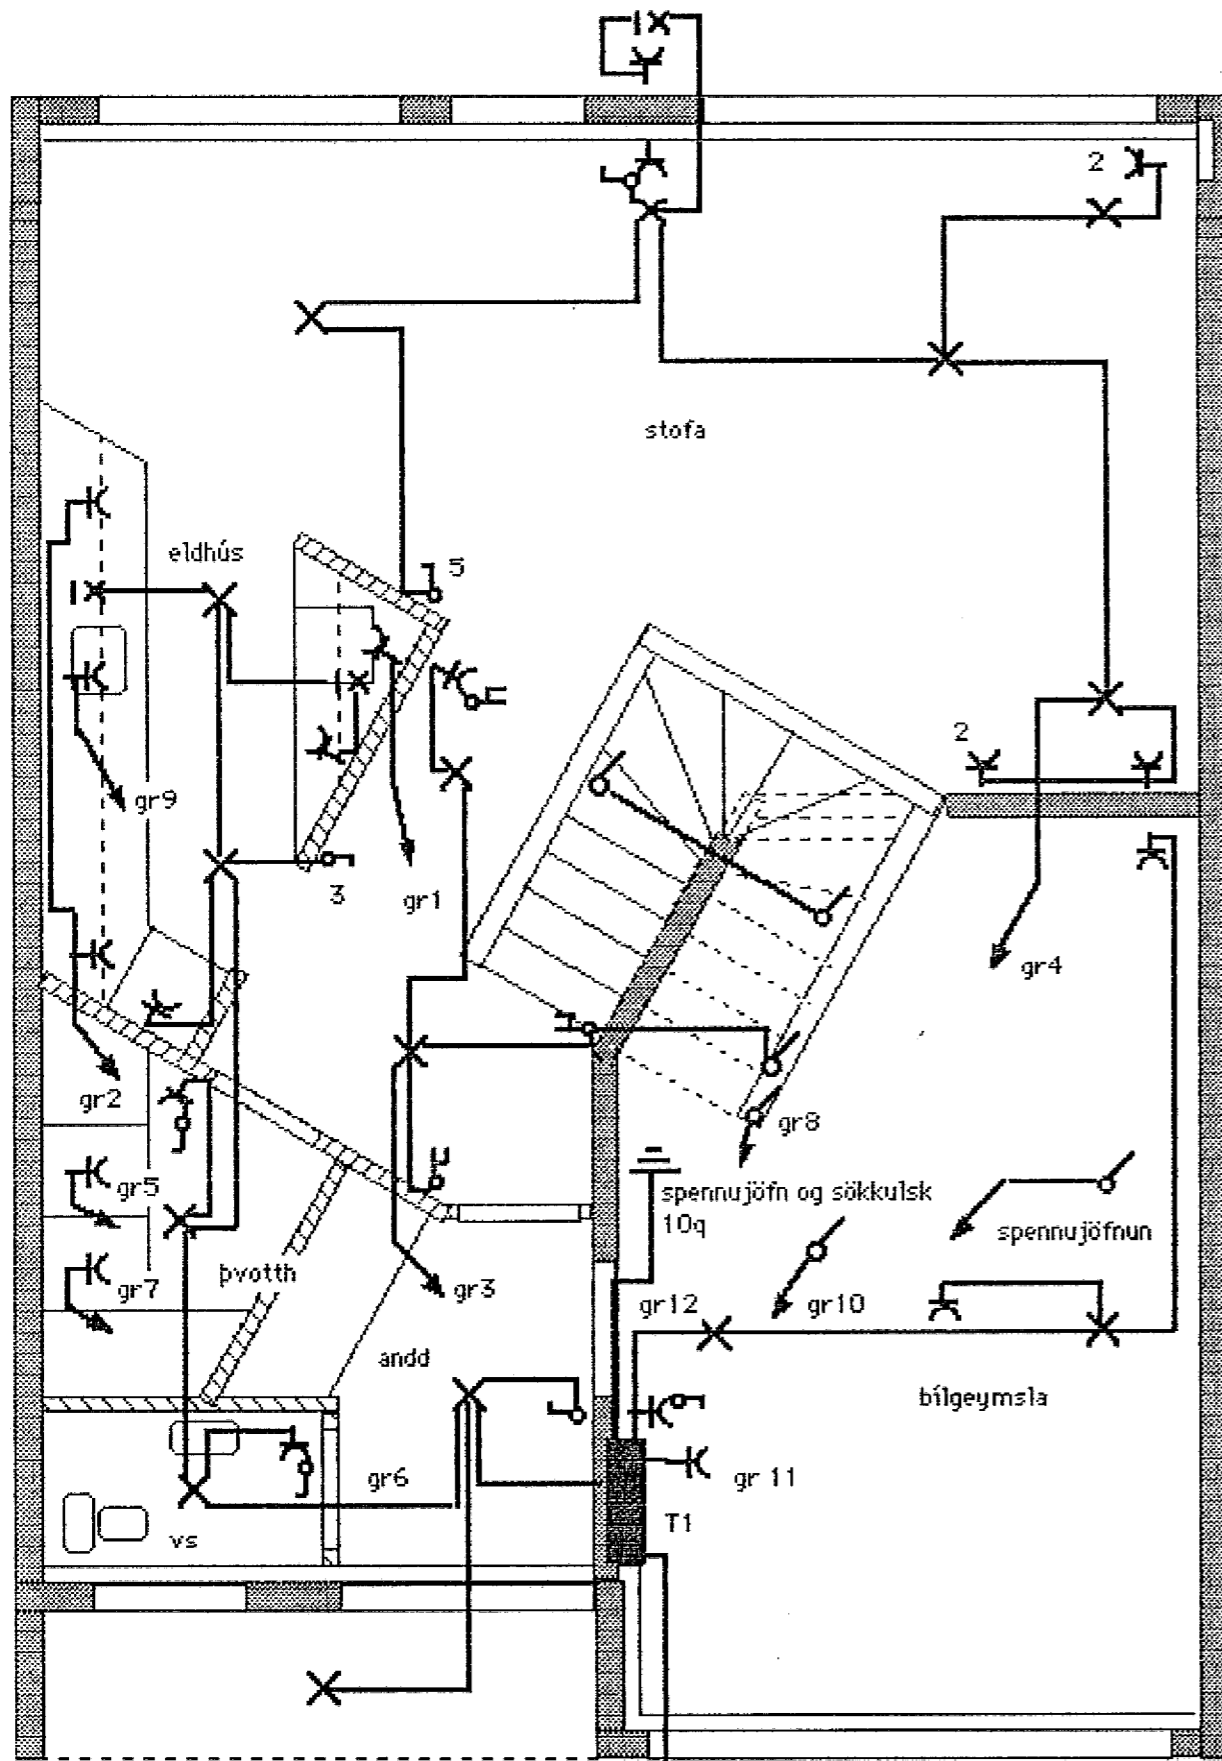 2
stofa
eldhús
5
2
gr9
3
gr1
gr4
gr2
gr8
gr5
spennujöfn og sökkulsk
10q
spennujöfnun
þvotth
gr7
gr3
gr12
gr10
andd
bílgeymsla
gr6
gr 11
T1
vs